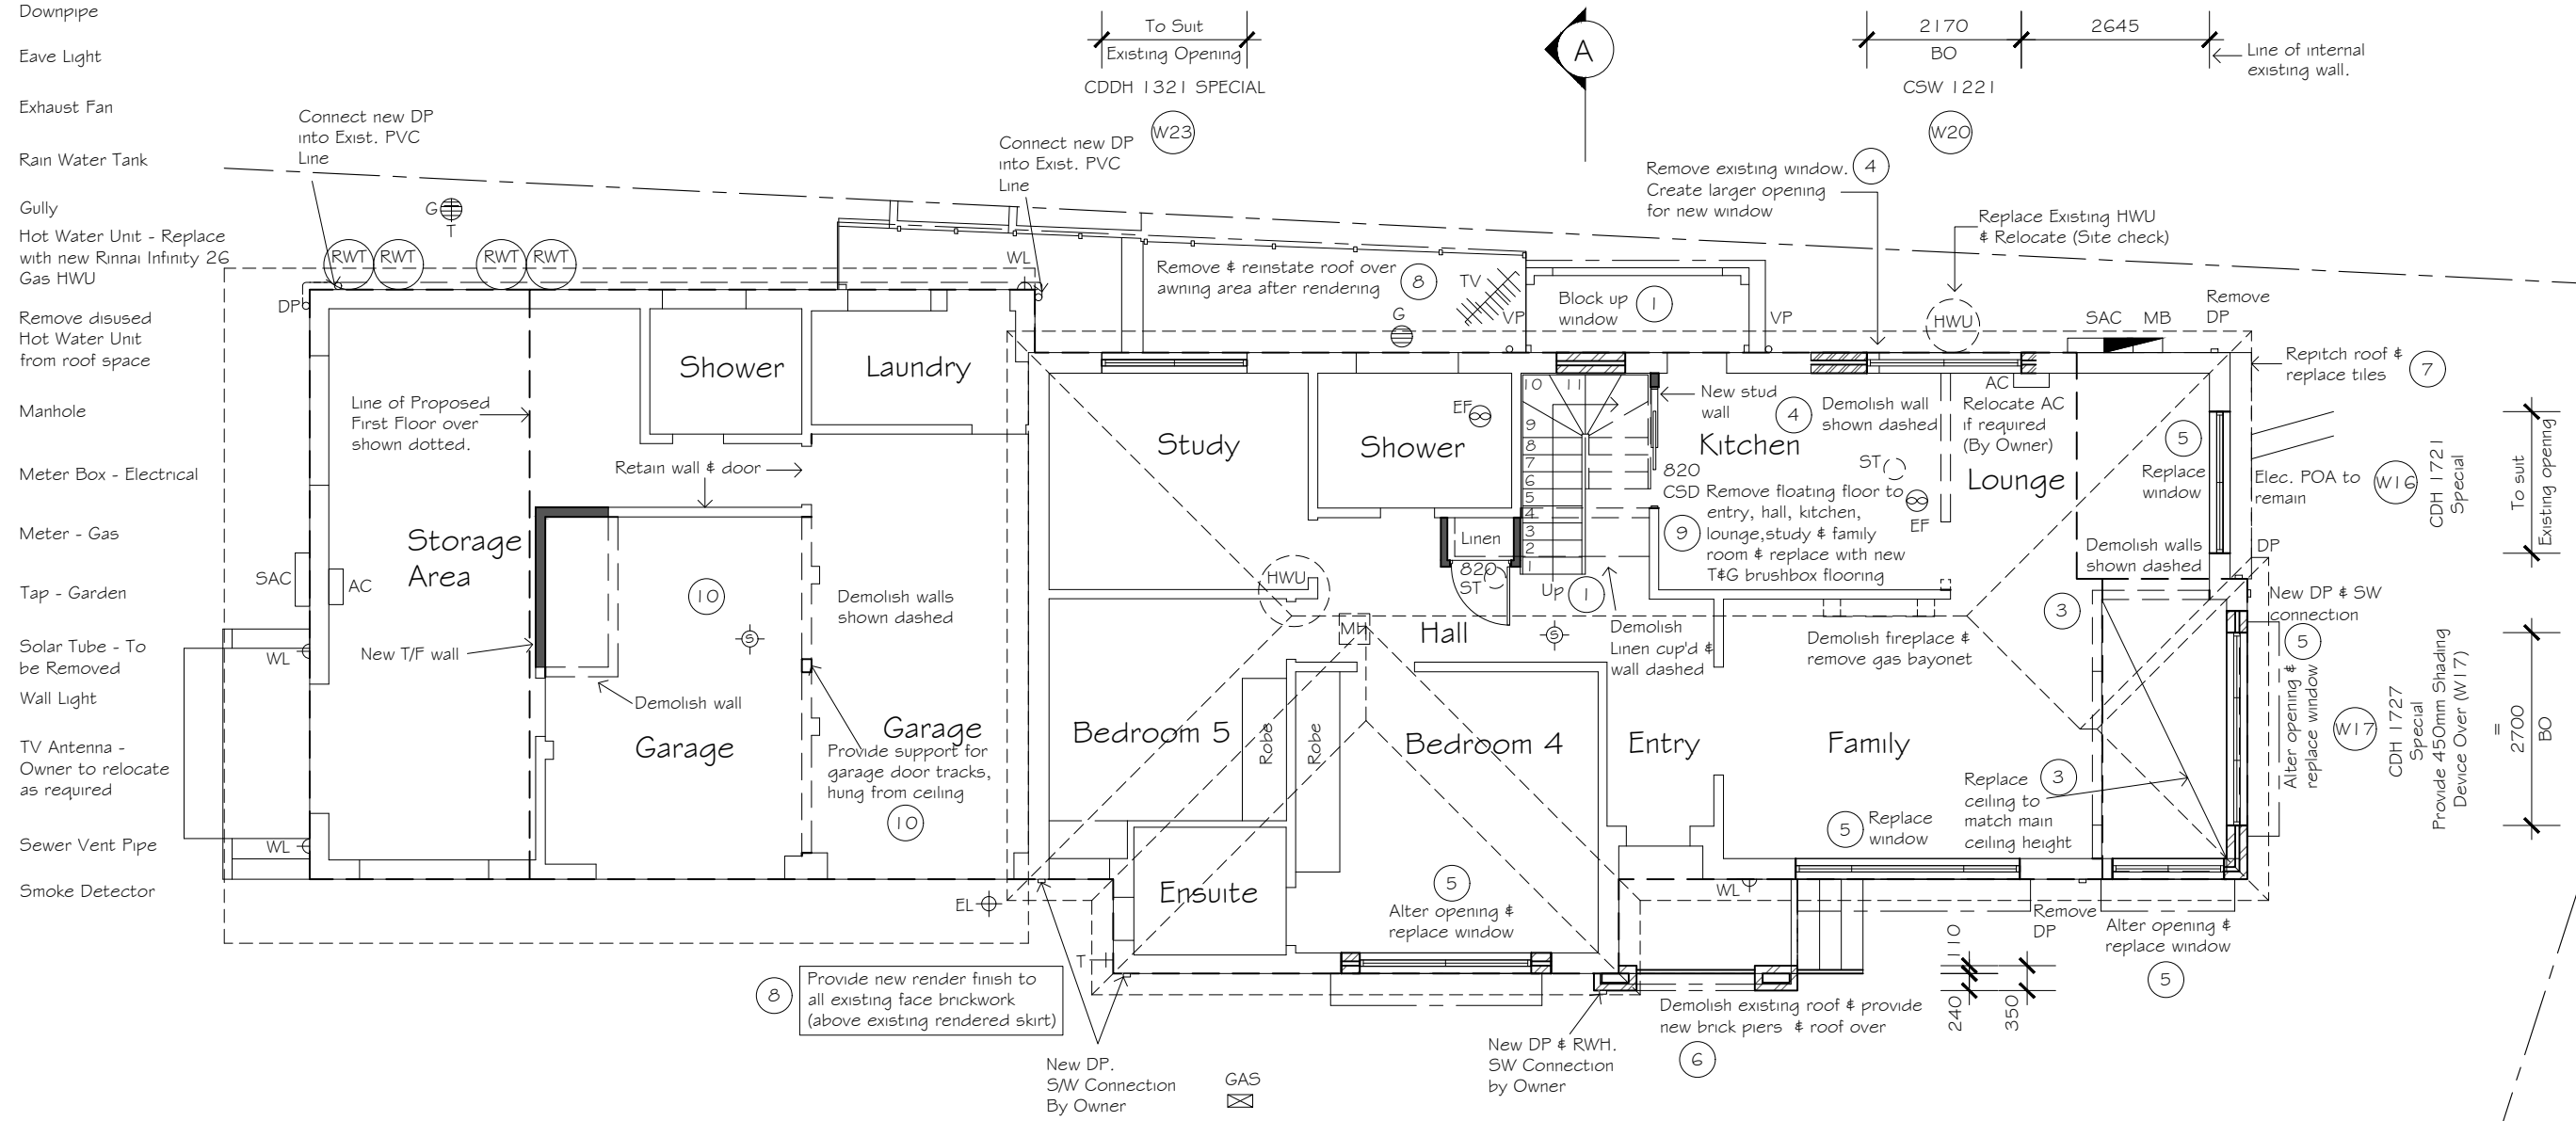 Downpipe
Eave Light
Exhaust Fan
Rain Water Tank
Gully
Hot Water Unit - Replace
with new Rinnai Infinity 26
Gas HWU
Remove disused
Hot Water Unit
from roof space
Manhole
Meter Box - Electrical
Meter - Gas
Tap - Garden
Solar Tube - To
be Removed
Wall Light
TV Antenna -
Owner to relocate
as required
Sewer Vent Pipe
Smoke Detector
To Suit
Existing Opening
CDDH 1321 SPECIAL
W23
A
2170
BO
2645
CSW 1221
W20
Line of internal
existing wall.
Connect new DP
into Exist. PVC
Line
Connect new DP
into Exist. PVC
Line
Remove existing window.
Create larger opening
for new window
4
Replace Existing HWU
& Relocate (Site check)
G
T
RWT
RWT
RWT
RWT
DP
WL
Remove & reinstate roof over
awning area after rendering
8
TV
G
VP
Block up
window
1
VP
HWU
SAC
MB
Remove
DP
Repitch roof &
replace tiles
7
Shower
Laundry
Line of Proposed
First Floor over
shown dotted.
Retain wall & door
Study
Shower
EF
10
11
9
8
7
6
5
4
3
2
1
Up
1
New stud
wall
4
Demolish wall
shown dashed
AC
Relocate AC
if required
(By Owner)
Kitchen
ST
EF
Lounge
5
Replace
window
Elec. POA to
remain
W16
CDH 1721
Special
To suit
Existing opening
820
CSD
Remove floating floor to
entry, hall, kitchen,
lounge,study & family
room & replace with new
T&G brushbox flooring
9
Demolish walls
shown dashed
DP
Storage
Area
SAC
AC
10
S
Demolish walls
shown dashed
Linen
820
ST
HWU
MH
Hall
S
Demolish
Linen cup'd &
wall dashed
Demolish fireplace &
remove gas bayonet
3
New DP & SW
connection
5
Alter opening &
replace window
W17
CDH 1727
Special
Provide 450mm Shading
Device Over (W17)
=
2700
BO
WL
New T/F wall
Demolish wall
Garage
Garage
Provide support for
garage door tracks,
hung from ceiling
10
Bedroom 5
Robe
Robe
Bedroom 4
Entry
Family
Replace
ceiling to
match main
ceiling height
3
5
Replace
window
WL
EL
Ensuite
5
Alter opening &
replace window
WL
Remove
DP
Alter opening &
replace window
5
T
110
240
350
8
Provide new render finish to
all existing face brickwork
(above existing rendered skirt)
Demolish existing roof & provide
new brick piers & roof over
6
New DP.
S/W Connection
By Owner
GAS
New DP & RWH.
SW Connection
by Owner